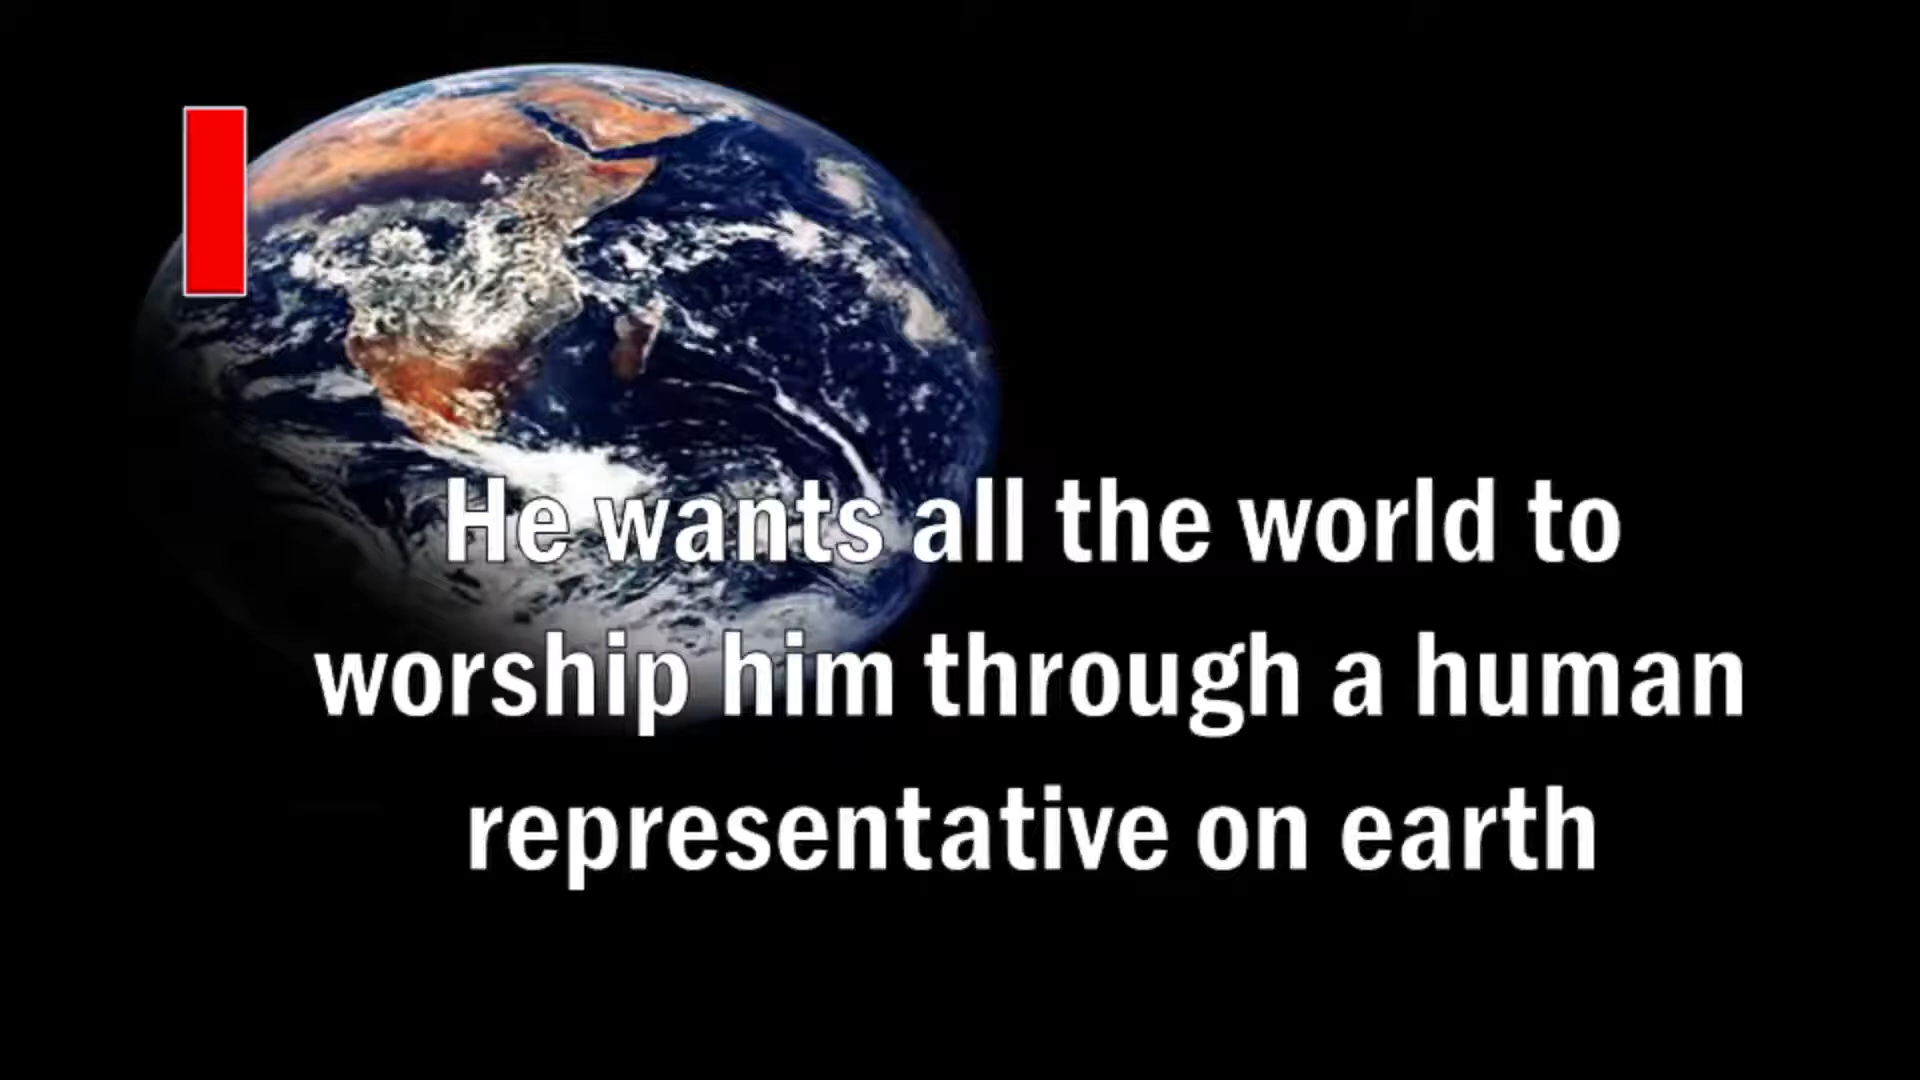 I
He wants all the world to
worship him through a human
representative on earth